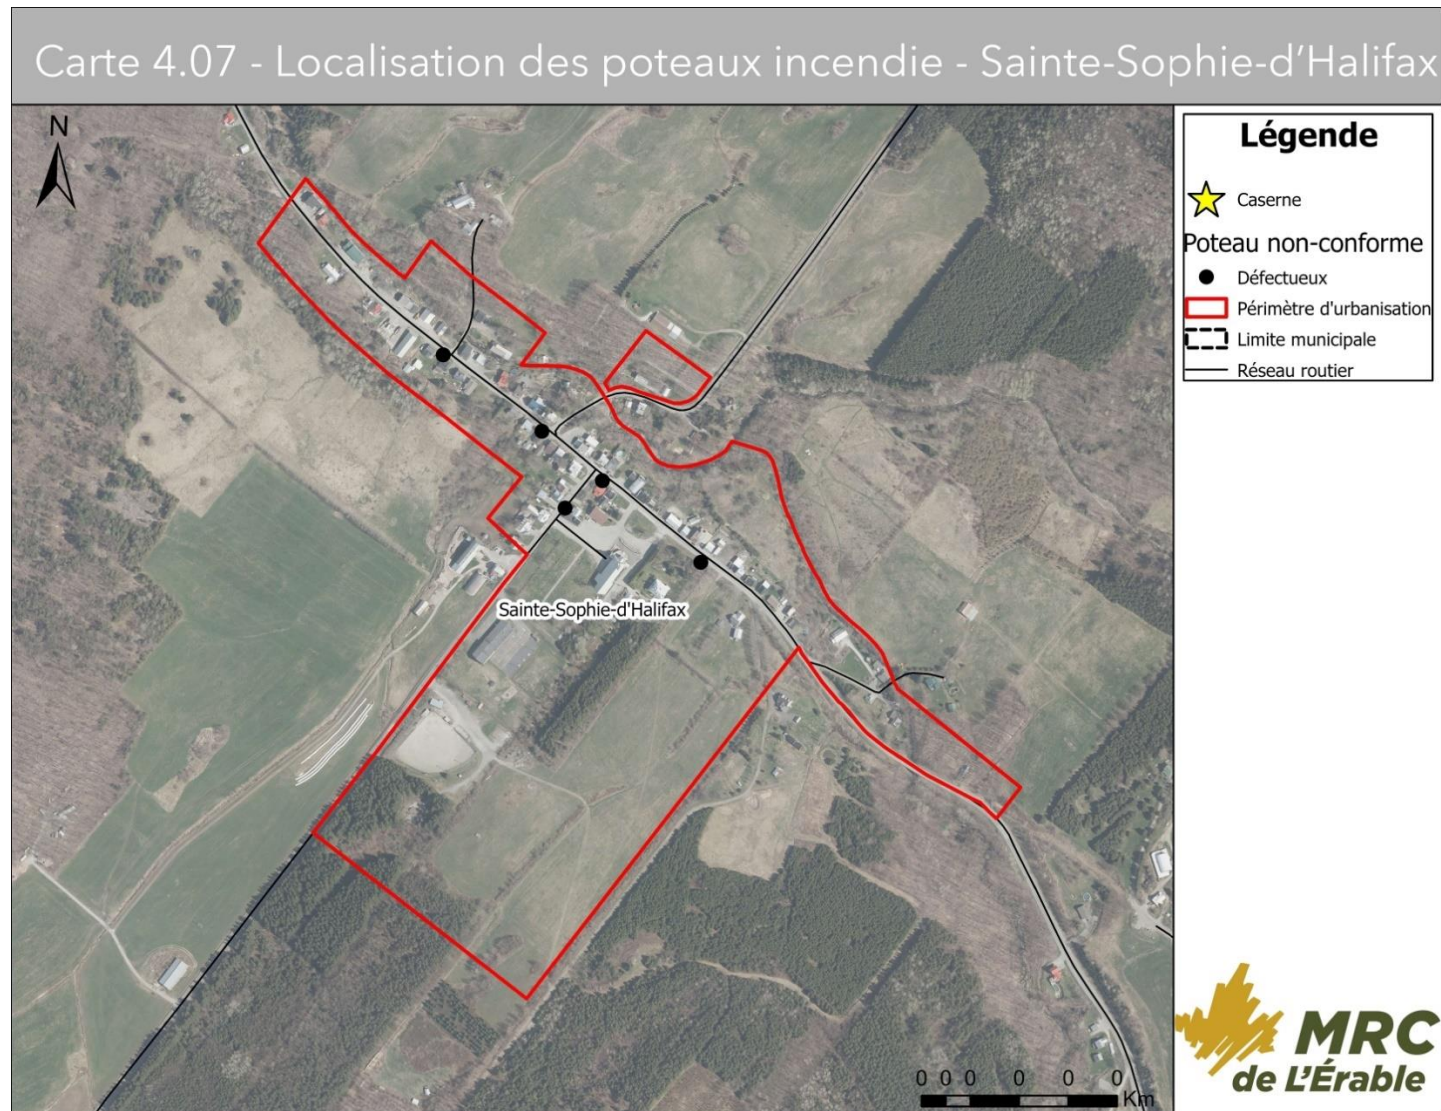 Carte 4.07 - Localisation des poteaux incendie - Sainte-Sophie-d'Halifax
N
Légende
Caserne
Poteau non-conforme
Défectueux
Périmètre d'urbanisation
Limite municipale
Réseau routier
Sainte-Sophie-d'Halifax
0 0 0 0 0 0
Km
MRC
de L'Érable